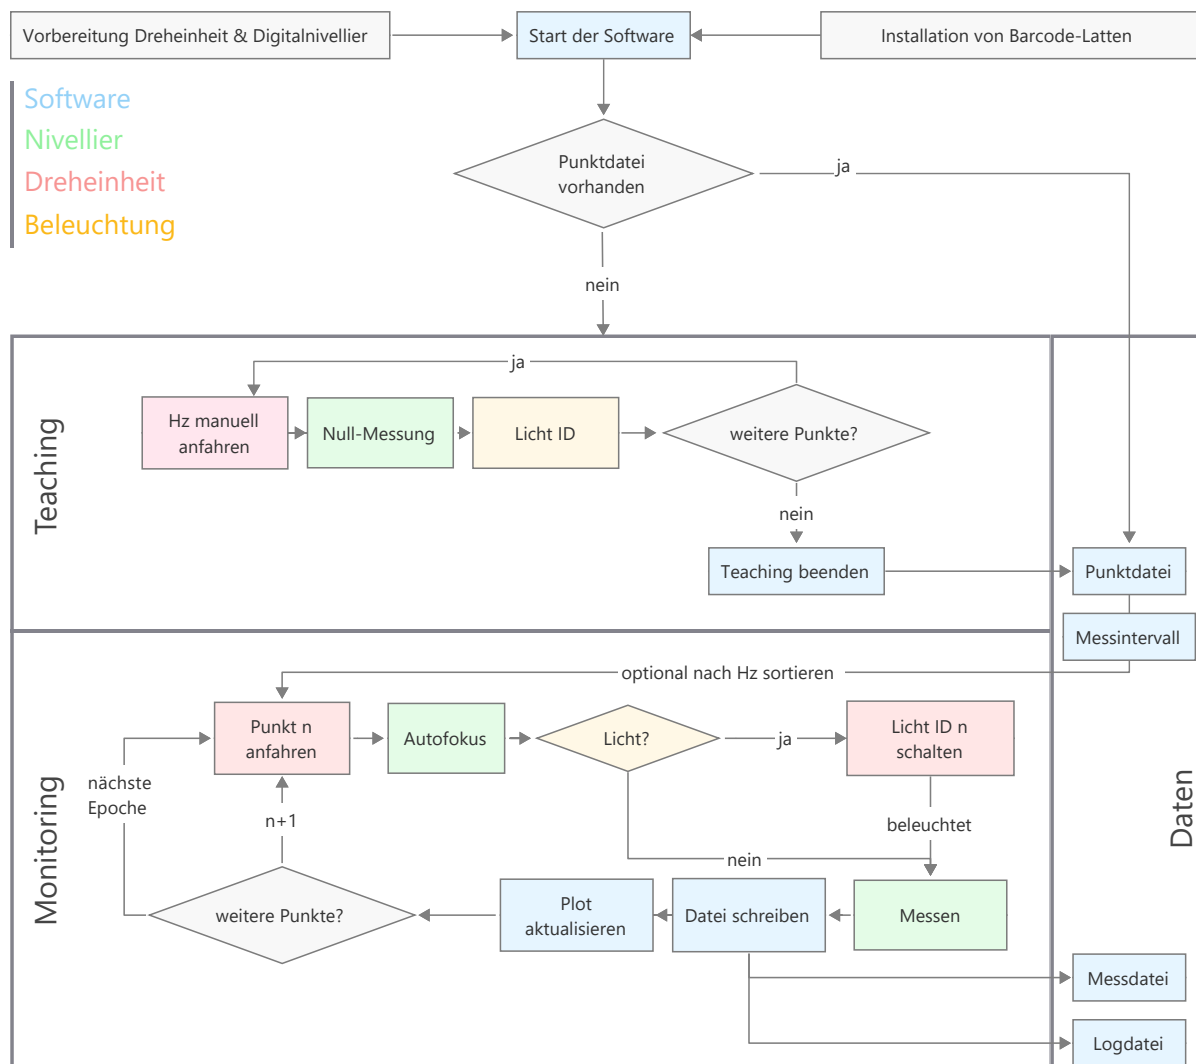 Vorbereitung Dreheinheit & Digitalnivellier
Start der Software
Installation von Barcode-Latten
Software
Nivellier
Dreheinheit
Beleuchtung
Punktdatei
vorhanden
ja
nein
Teaching
ja
Hz manuell
anfahren
Null-Messung
Licht ID
weitere Punkte?
nein
Teaching beenden
Punktdatei
Messintervall
Monitoring
optional nach Hz sortieren
Punkt n
anfahren
Autofokus
Licht?
ja
Licht ID n
schalten
nächste
Epoche
n+1
beleuchtet
nein
weitere Punkte?
Plot
aktualisieren
Datei schreiben
Messen
Daten
Messdatei
Logdatei